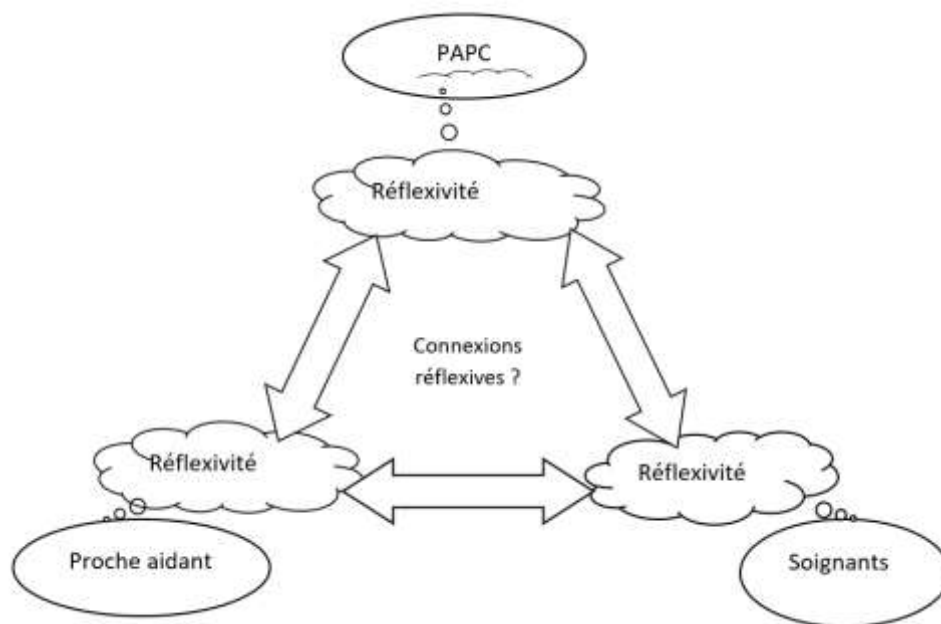 PAPC
Réflexivité
Connexions
réflexives ?
Réflexivité
Réflexivité
Proche aidant
Soignants